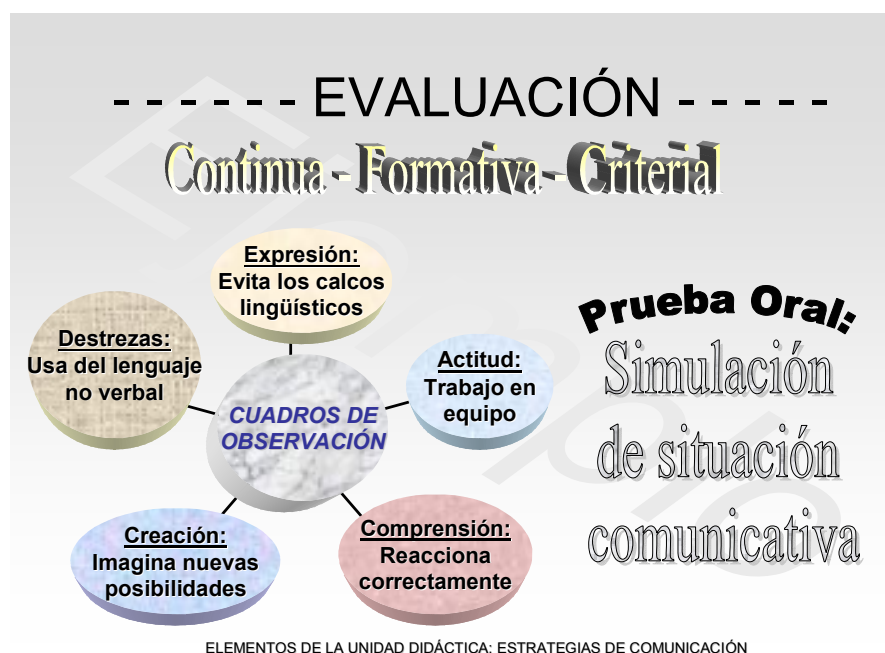 - - - - - - EVALUACIÓN - - - - -
Continua - Formativa - Criterial
Expresión:
Evita los calcos
lingüísticos
Destrezas:
Usa del lenguaje
no verbal
Actitud:
Trabajo en
equipo
CUADROS DE
OBSERVACIÓN
Creación:
Imagina nuevas
posibilidades
Comprensión:
Reacciona
correctamente
Prueba Oral:
Simulación
de situación
comunicativa
Ejemplo
ELEMENTOS DE LA UNIDAD DIDÁCTICA: ESTRATEGIAS DE COMUNICACIÓN